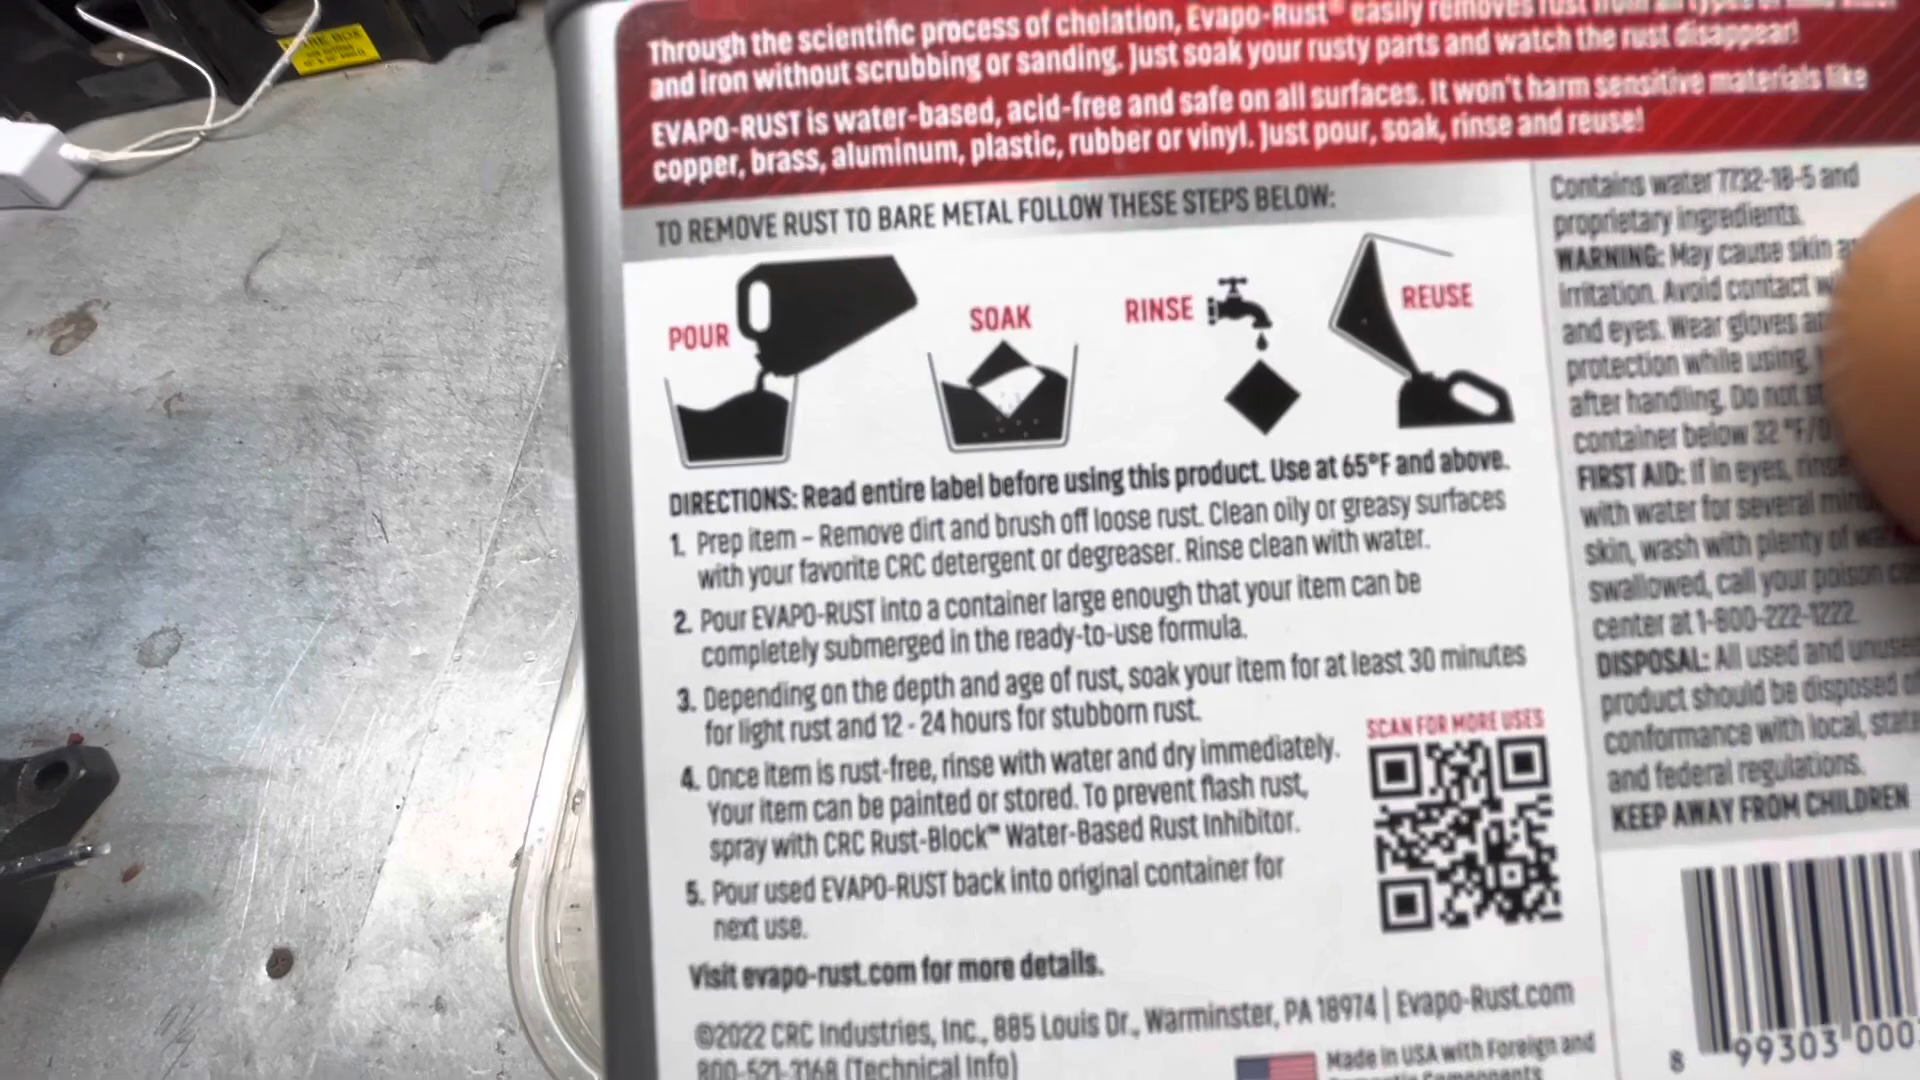 Through the scientific process of cholation, Evapo-Rust® easily removes rust from all types of
and iron without scrubbing or sanding. Just soak your rusty parts and watch the rust disappear!
EVAPO-RUST is water-based, acid-free and safe on all surfaces. It won't harm sensitive materials like
copper, brass, aluminum, plastic, rubber or vinyl. Just pour, soak, rinse and reuse!
TO REMOVE RUST TO BARE METAL FOLLOW THESE STEPS BELOW:
POUR
SOAK
RINSE
REUSE
DIRECTIONS: Read entire label before using this product. Use at 65°F and above.
1. Prep item – Remove dirt and brush off loose rust. Clean oily or greasy surfaces
with your favorite CRC detergent or degreaser. Rinse clean with water.
2. Pour EVAPO-RUST into a container large enough that your item can be
completely submerged in the ready-to-use formula.
3. Depending on the depth and age of rust, soak your item for at least 30 minutes
for light rust and 12 - 24 hours for stubborn rust.
4. Once item is rust-free, rinse with water and dry immediately.
Your item can be painted or stored. To prevent flash rust,
spray with CRC Rust-Block™ Water-Based Rust Inhibitor.
5. Pour used EVAPO-RUST back into original container for
next use.
SCAN FOR MORE USES
Visit evapo-rust.com for more details.
©2022 CRC Industries, Inc., 885 Louis Dr., Warminster, PA 18974 | Evapo-Rust.com
800-521-3168 (Technical Info)
Made in USA with Foreign and
Domestic Components
Contains water 7732-18-5 and
proprietary ingredients.
WARNING: May cause skin
irritation. Avoid contact
and eyes. Wear gloves
protection while using.
after handling. Do not
container below 32 °F/0
FIRST AID: If in eyes, rinse
with water for several
skin, wash with plenty of
swallowed, call your poison
center at 1-800-222-1222.
DISPOSAL: All used and unused
product should be disposed of
conformance with local, state
and federal regulations.
KEEP AWAY FROM CHILDREN
8 99303 000